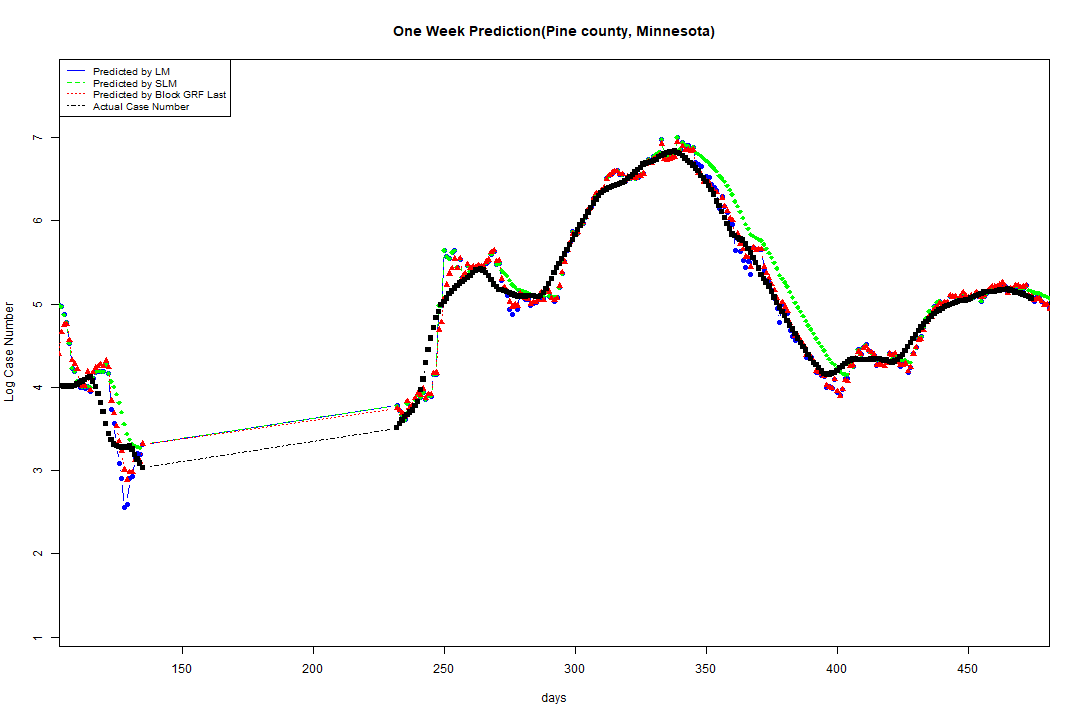 One Week Prediction(Pine county, Minnesota)
Predicted by LM
Predicted by SLM
Predicted by Block GRF Last
Actual Case Number
Log Case Number
7
6
5
4
3
2
1
150 200 250 300 350 400 450
days